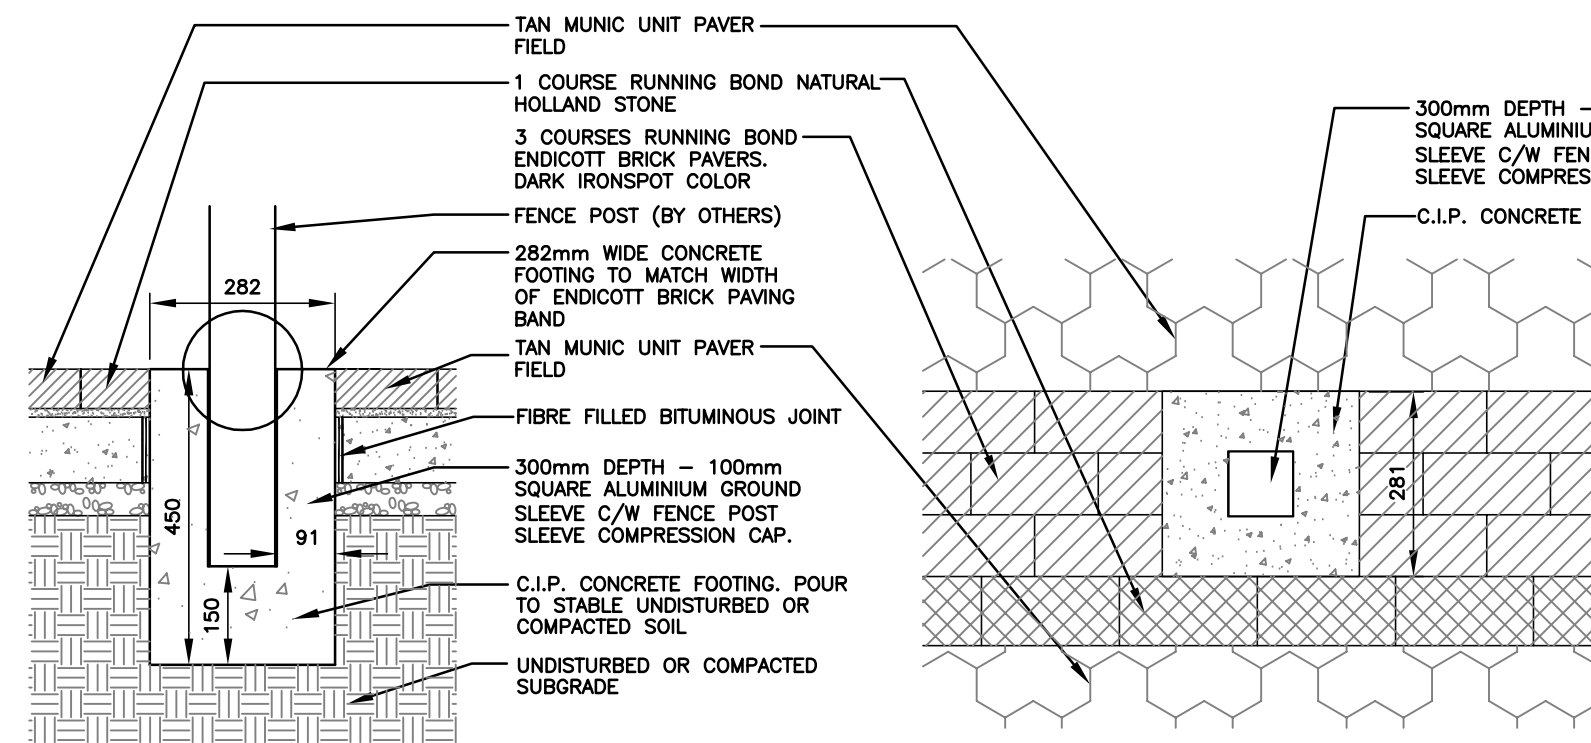 TAN MUNIC UNIT PAVER
FIELD
1 COURSE RUNNING BOND NATURAL
HOLLAND STONE
3 COURSES RUNNING BOND
ENDICOTT BRICK PAVERS.
DARK IRONSPOT COLOR
FENCE POST (BY OTHERS)
282mm WIDE CONCRETE
FOOTING TO MATCH WIDTH
OF ENDICOTT BRICK PAVING
BAND
TAN MUNIC UNIT PAVER
FIELD
FIBRE FILLED BITUMINOUS JOINT
300mm DEPTH – 100mm
SQUARE ALUMINIUM GROUND
SLEEVE C/W FENCE POST
SLEEVE COMPRESSION CAP.
C.I.P. CONCRETE FOOTING. POUR
TO STABLE UNDISTURBED OR
COMPACTED SOIL
UNDISTURBED OR COMPACTED
SUBGRADE
282
450
91
150
300mm DEPTH –
SQUARE ALUMINIU
SLEEVE C/W FEN
SLEEVE COMPRES
C.I.P. CONCRETE
281